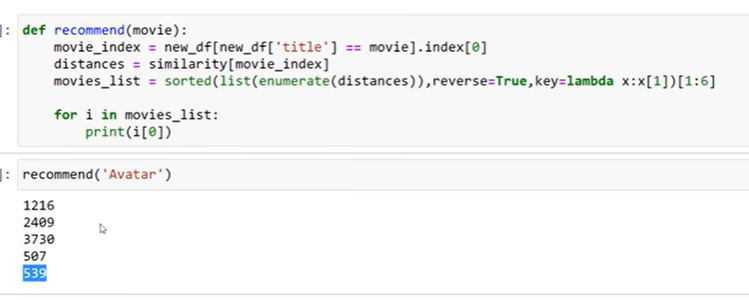 ]: def recommend(movie):
    movie_index = new_df[new_df['title'] == movie].index[0]
    distances = similarity[movie_index]
    movies_list = sorted(list(enumerate(distances)),reverse=True,key=lambda x:x[1])[1:6]
    for i in movies_list:
        print(i[0])
]: recommend('Avatar')
1216
2409
3730
507
539